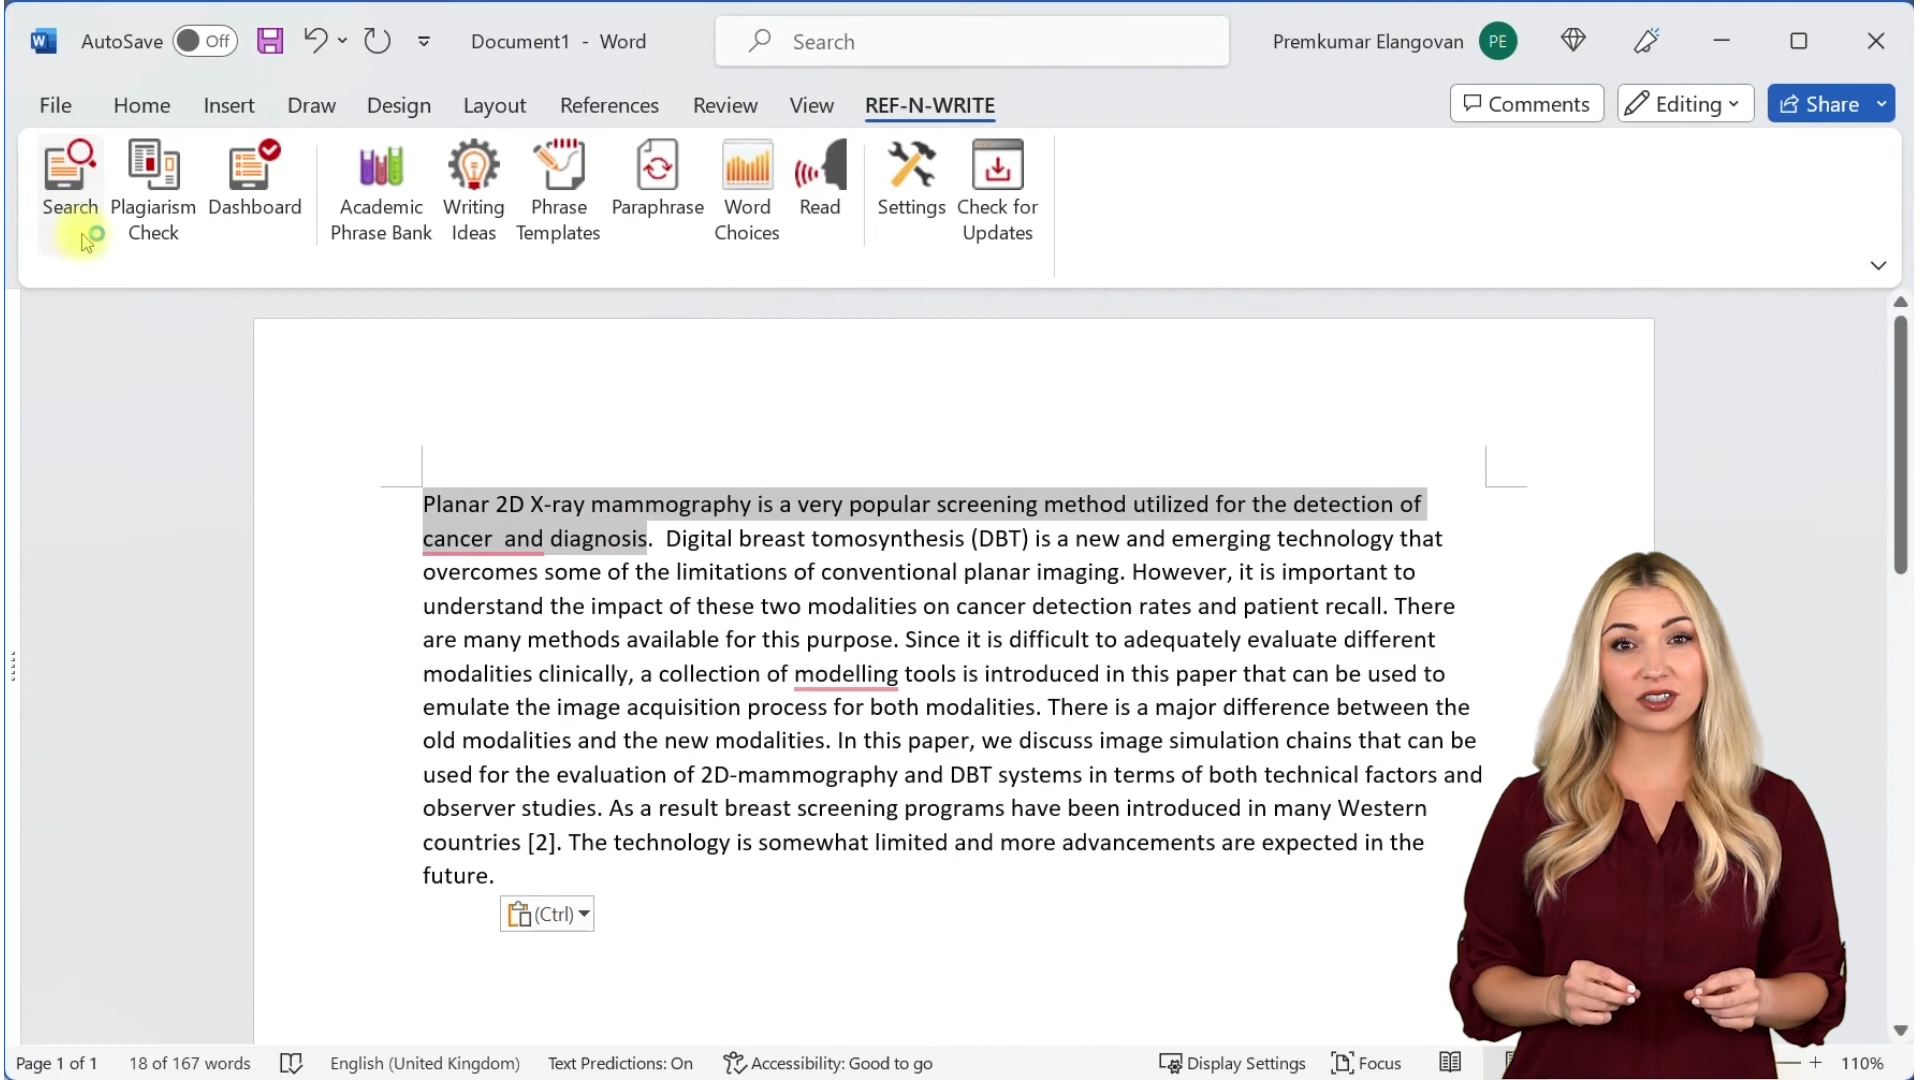 W AutoSave Off Document1 - Word Search Premkumar Elangovan PE
File Home Insert Draw Design Layout References Review View REF-N-WRITE Comments Editing Share
Search Plagiarism Check Dashboard Academic Phrase Bank Writing Ideas Phrase Templates Paraphrase Word Choices Read Settings Check for Updates
Planar 2D X-ray mammography is a very popular screening method utilized for the detection of
cancer  and diagnosis.  Digital breast tomosynthesis (DBT) is a new and emerging technology that
overcomes some of the limitations of conventional planar imaging. However, it is important to
understand the impact of these two modalities on cancer detection rates and patient recall. There
are many methods available for this purpose. Since it is difficult to adequately evaluate different
modalities clinically, a collection of modelling tools is introduced in this paper that can be used to
emulate the image acquisition process for both modalities. There is a major difference between the
old modalities and the new modalities. In this paper, we discuss image simulation chains that can be
used for the evaluation of 2D-mammography and DBT systems in terms of both technical factors and
observer studies. As a result breast screening programs have been introduced in many Western
countries [2]. The technology is somewhat limited and more advancements are expected in the
future.
(Ctrl)
Page 1 of 1 18 of 167 words English (United Kingdom) Text Predictions: On Accessibility: Good to go Display Settings Focus 110%